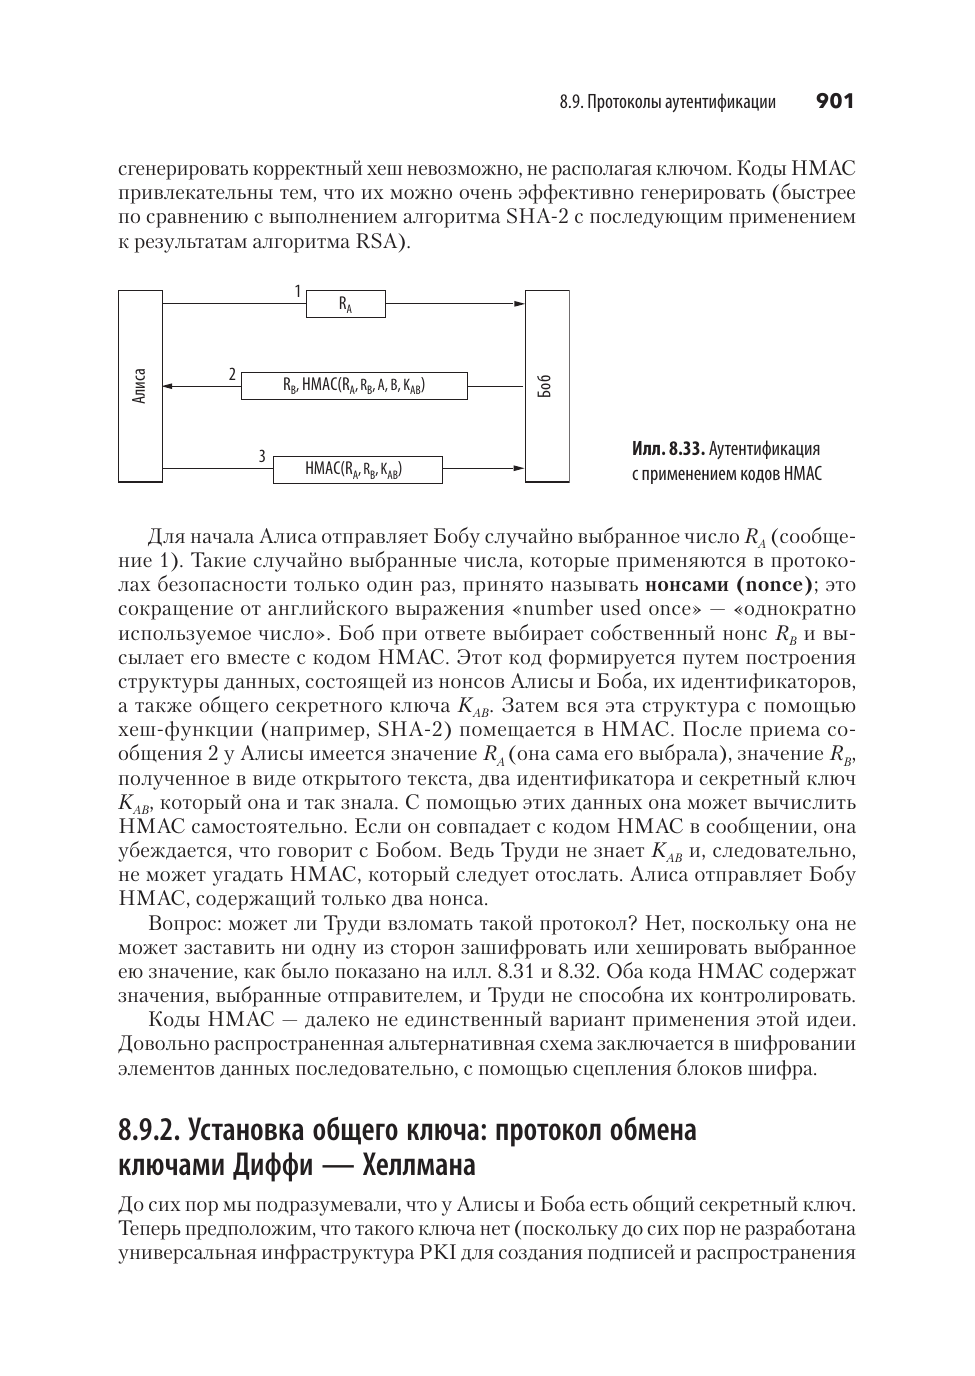 8.9. Протоколы аутентификации 901
сгенерировать корректный хеш невозможно, не располагая ключом. Коды HMAC
привлекательны тем, что их можно очень эффективно генерировать (быстрее
по сравнению с выполнением алгоритма SHA-2 с последующим применением
к результатам алгоритма RSA).
1
R_A
Алиса
2
R_B, HMAC(R_A, R_B, A, B, K_AB)
Боб
3
HMAC(R_A, R_B, K_AB)
Илл. 8.33. Аутентификация
с применением кодов HMAC
Для начала Алиса отправляет Бобу случайно выбранное число R_A (сообще-
ние 1). Такие случайно выбранные числа, которые применяются в протоко-
лах безопасности только один раз, принято называть нонсами (nonce); это
сокращение от английского выражения «number used once» — «однократно
используемое число». Боб при ответе выбирает собственный нонс R_B и вы-
сылает его вместе с кодом HMAC. Этот код формируется путем построения
структуры данных, состоящей из нонсов Алисы и Боба, их идентификаторов,
а также общего секретного ключа K_AB. Затем вся эта структура с помощью
хеш-функции (например, SHA-2) помещается в HMAC. После приема со-
общения 2 у Алисы имеется значение R_A (она сама его выбрала), значение R_B,
полученное в виде открытого текста, два идентификатора и секретный ключ
K_AB, который она и так знала. С помощью этих данных она может вычислить
HMAC самостоятельно. Если он совпадает с кодом HMAC в сообщении, она
убеждается, что говорит с Бобом. Ведь Труди не знает K_AB и, следовательно,
не может угадать HMAC, который следует отослать. Алиса отправляет Бобу
HMAC, содержащий только два нонса.
Вопрос: может ли Труди взломать такой протокол? Нет, поскольку она не
может заставить ни одну из сторон зашифровать или хешировать выбранное
ею значение, как было показано на илл. 8.31 и 8.32. Оба кода HMAC содержат
значения, выбранные отправителем, и Труди не способна их контролировать.
Коды HMAC — далеко не единственный вариант применения этой идеи.
Довольно распространенная альтернативная схема заключается в шифровании
элементов данных последовательно, с помощью сцепления блоков шифра.
8.9.2. Установка общего ключа: протокол обмена
ключами Диффи — Хеллмана
До сих пор мы подразумевали, что у Алисы и Боба есть общий секретный ключ.
Теперь предположим, что такого ключа нет (поскольку до сих пор не разработана
универсальная инфраструктура PKI для создания подписей и распространения